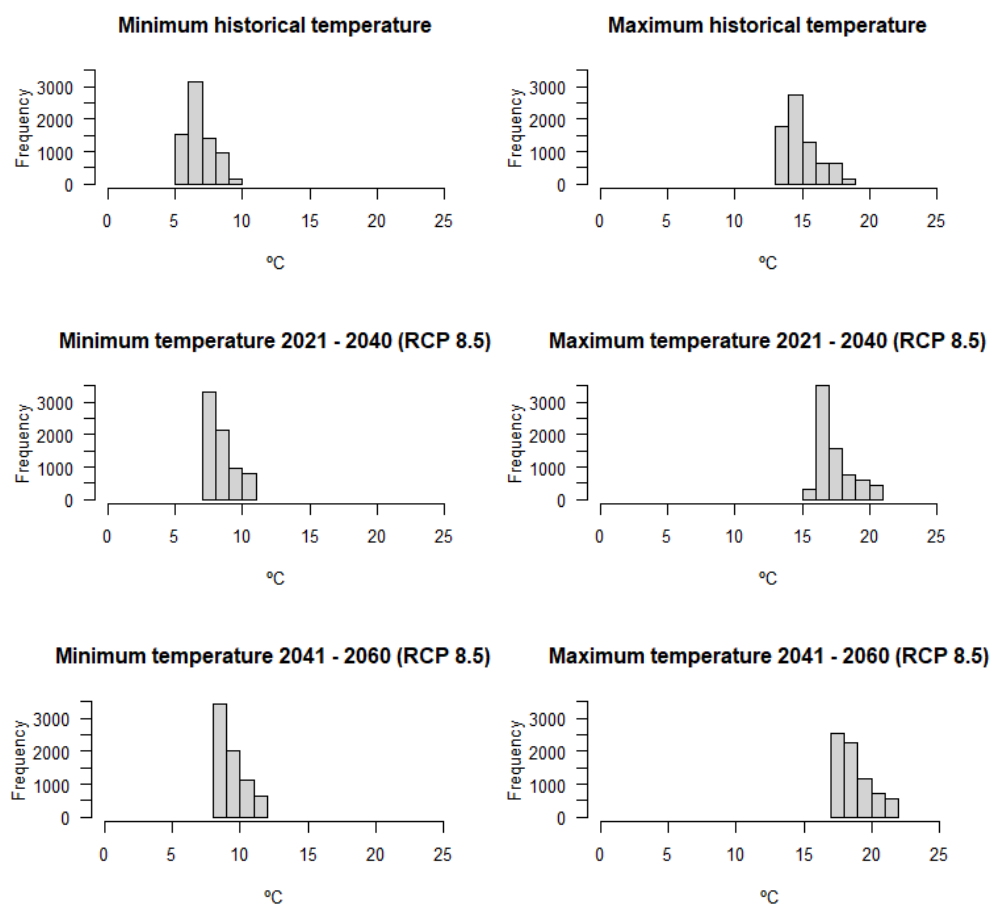 Minimum historical temperature
Frequency
3000
2000
1000
0
0 5 10 15 20 25
ºC
Maximum historical temperature
Frequency
3000
2000
1000
0
0 5 10 15 20 25
ºC
Minimum temperature 2021 - 2040 (RCP 8.5)
Frequency
3000
2000
1000
0
0 5 10 15 20 25
ºC
Maximum temperature 2021 - 2040 (RCP 8.5)
Frequency
3000
2000
1000
0
0 5 10 15 20 25
ºC
Minimum temperature 2041 - 2060 (RCP 8.5)
Frequency
3000
2000
1000
0
0 5 10 15 20 25
ºC
Maximum temperature 2041 - 2060 (RCP 8.5)
Frequency
3000
2000
1000
0
0 5 10 15 20 25
ºC